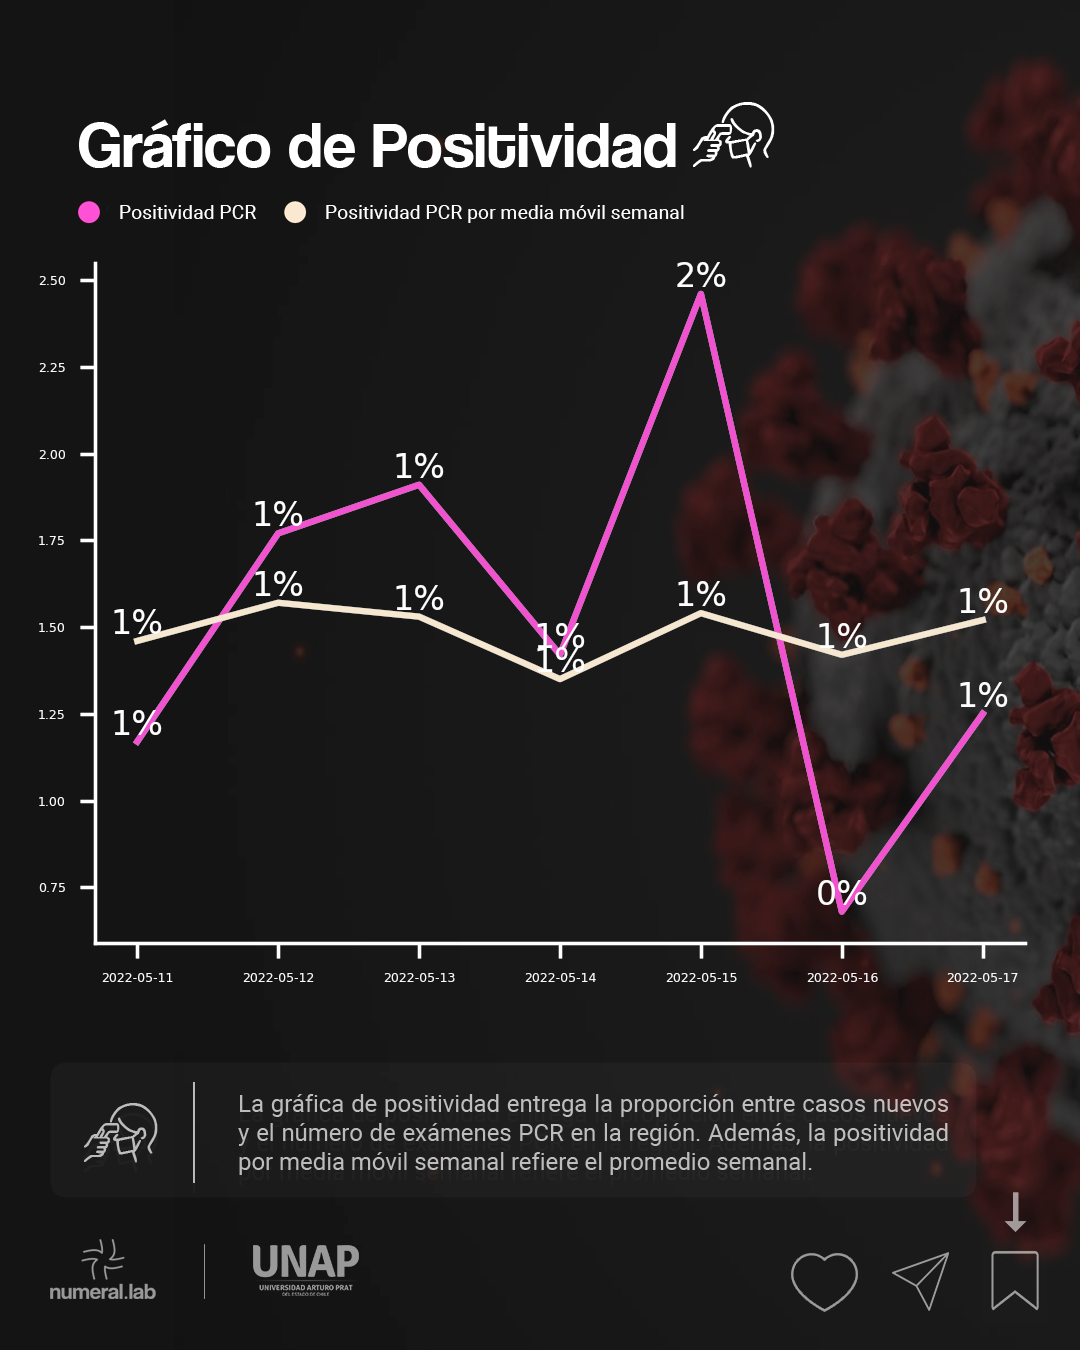 Gráfico de Positividad
Positividad PCR
Positividad PCR por media móvil semanal
2.50
2.25
2.00
1.75
1.50
1.25
1.00
0.75
2%
1%
1%
1%
1%
1%
1%
1%
1%
1%
1%
1%
1%
0%
2022-05-11
2022-05-12
2022-05-13
2022-05-14
2022-05-15
2022-05-16
2022-05-17
La gráfica de positividad entrega la proporción entre casos nuevos
y el número de exámenes PCR en la región. Además, la positividad
por media móvil semanal refiere el promedio semanal.
numeral.lab
UNAP
UNIVERSIDAD ARTURO PRAT
DEL ESTADO DE CHILE